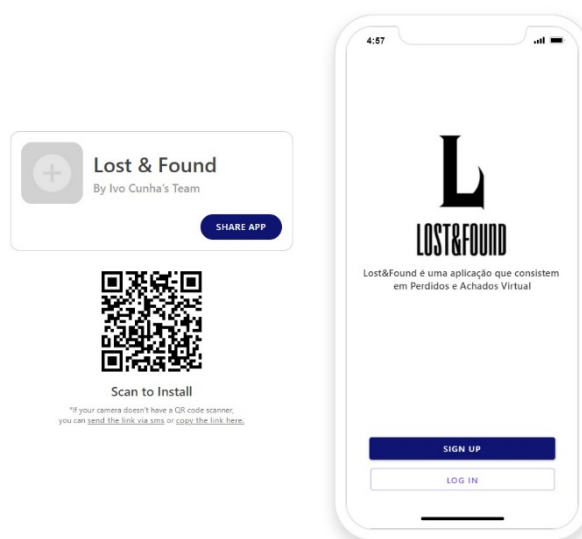 Lost & Found
By Ivo Cunha's Team
SHARE APP
Scan to Install
*If your camera doesn't have a QR code scanner,
you can send the link via sms or copy the link here.
4:57
L
LOST&FOUND
Lost&Found é uma aplicação que consistem
em Perdidos e Achados Virtual
SIGN UP
LOG IN